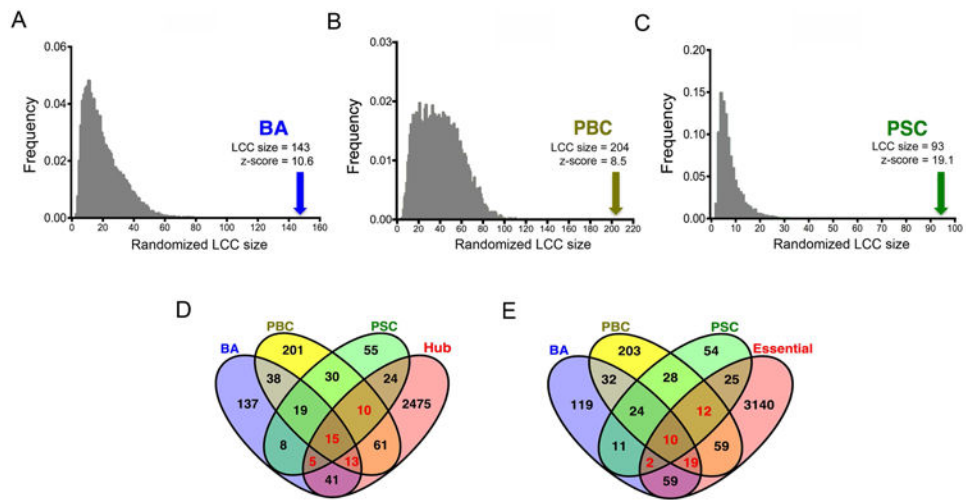 A
B
C
0.06
0.04
0.02
0.00
Frequency
BA
LCC size = 143
z-score = 10.6
0 20 40 60 80 100 120 140 160
Randomized LCC size
0.03
0.02
0.01
0.00
Frequency
PBC
LCC size = 204
z-score = 8.5
0 20 40 60 80 100 120 140 160 180 200 220
Randomized LCC size
0.20
0.15
0.10
0.05
0.00
Frequency
PSC
LCC size = 93
z-score = 19.1
0 10 20 30 40 50 60 70 80 90 100
Randomized LCC size
D
PBC PSC
BA Hub
201 55
38 30 24
137 19 10 2475
8 15 61
5 13
41
E
PBC PSC
BA Essential
203 54
32 28 25
119 24 12 3140
11 10 59
2 19
59